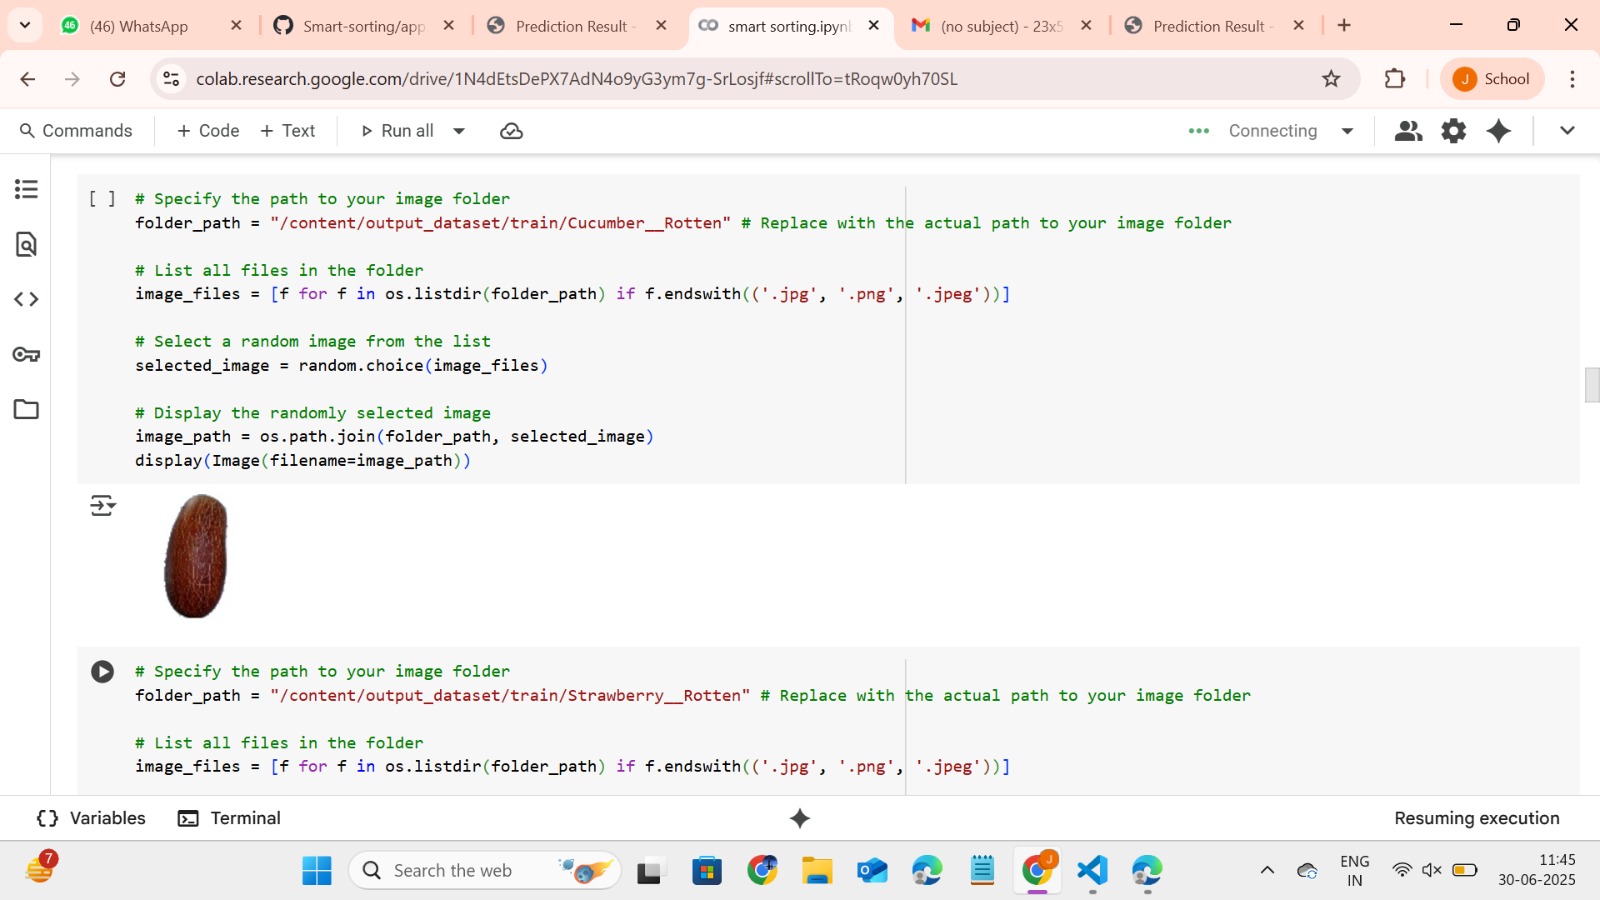 46 (46) WhatsApp
Smart-sorting/app
Prediction Result -
smart sorting.ipynb
(no subject) - 23x5
Prediction Result -
colab.research.google.com/drive/1N4dEtsDePX7AdN4o9yG3ym7g-SrLosjf#scrollTo=tRoqw0yh70SL
J School
Commands + Code + Text Run all
Connecting
[ ] # Specify the path to your image folder
folder_path = "/content/output_dataset/train/Cucumber__Rotten" # Replace with the actual path to your image folder
# List all files in the folder
image_files = [f for f in os.listdir(folder_path) if f.endswith(('.jpg', '.png', '.jpeg'))]
# Select a random image from the list
selected_image = random.choice(image_files)
# Display the randomly selected image
image_path = os.path.join(folder_path, selected_image)
display(Image(filename=image_path))
# Specify the path to your image folder
folder_path = "/content/output_dataset/train/Strawberry__Rotten" # Replace with the actual path to your image folder
# List all files in the folder
image_files = [f for f in os.listdir(folder_path) if f.endswith(('.jpg', '.png', '.jpeg'))]
{} Variables Terminal
Resuming execution
7
Search the web
J
ENG
IN
11:45
30-06-2025